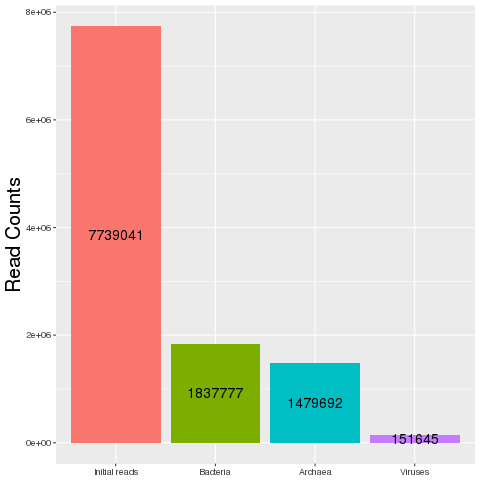 Read Counts
8e+06
6e+06
4e+06
2e+06
0e+00
7739041
1837777
1479692
151645
Initial reads
Bacteria
Archaea
Viruses